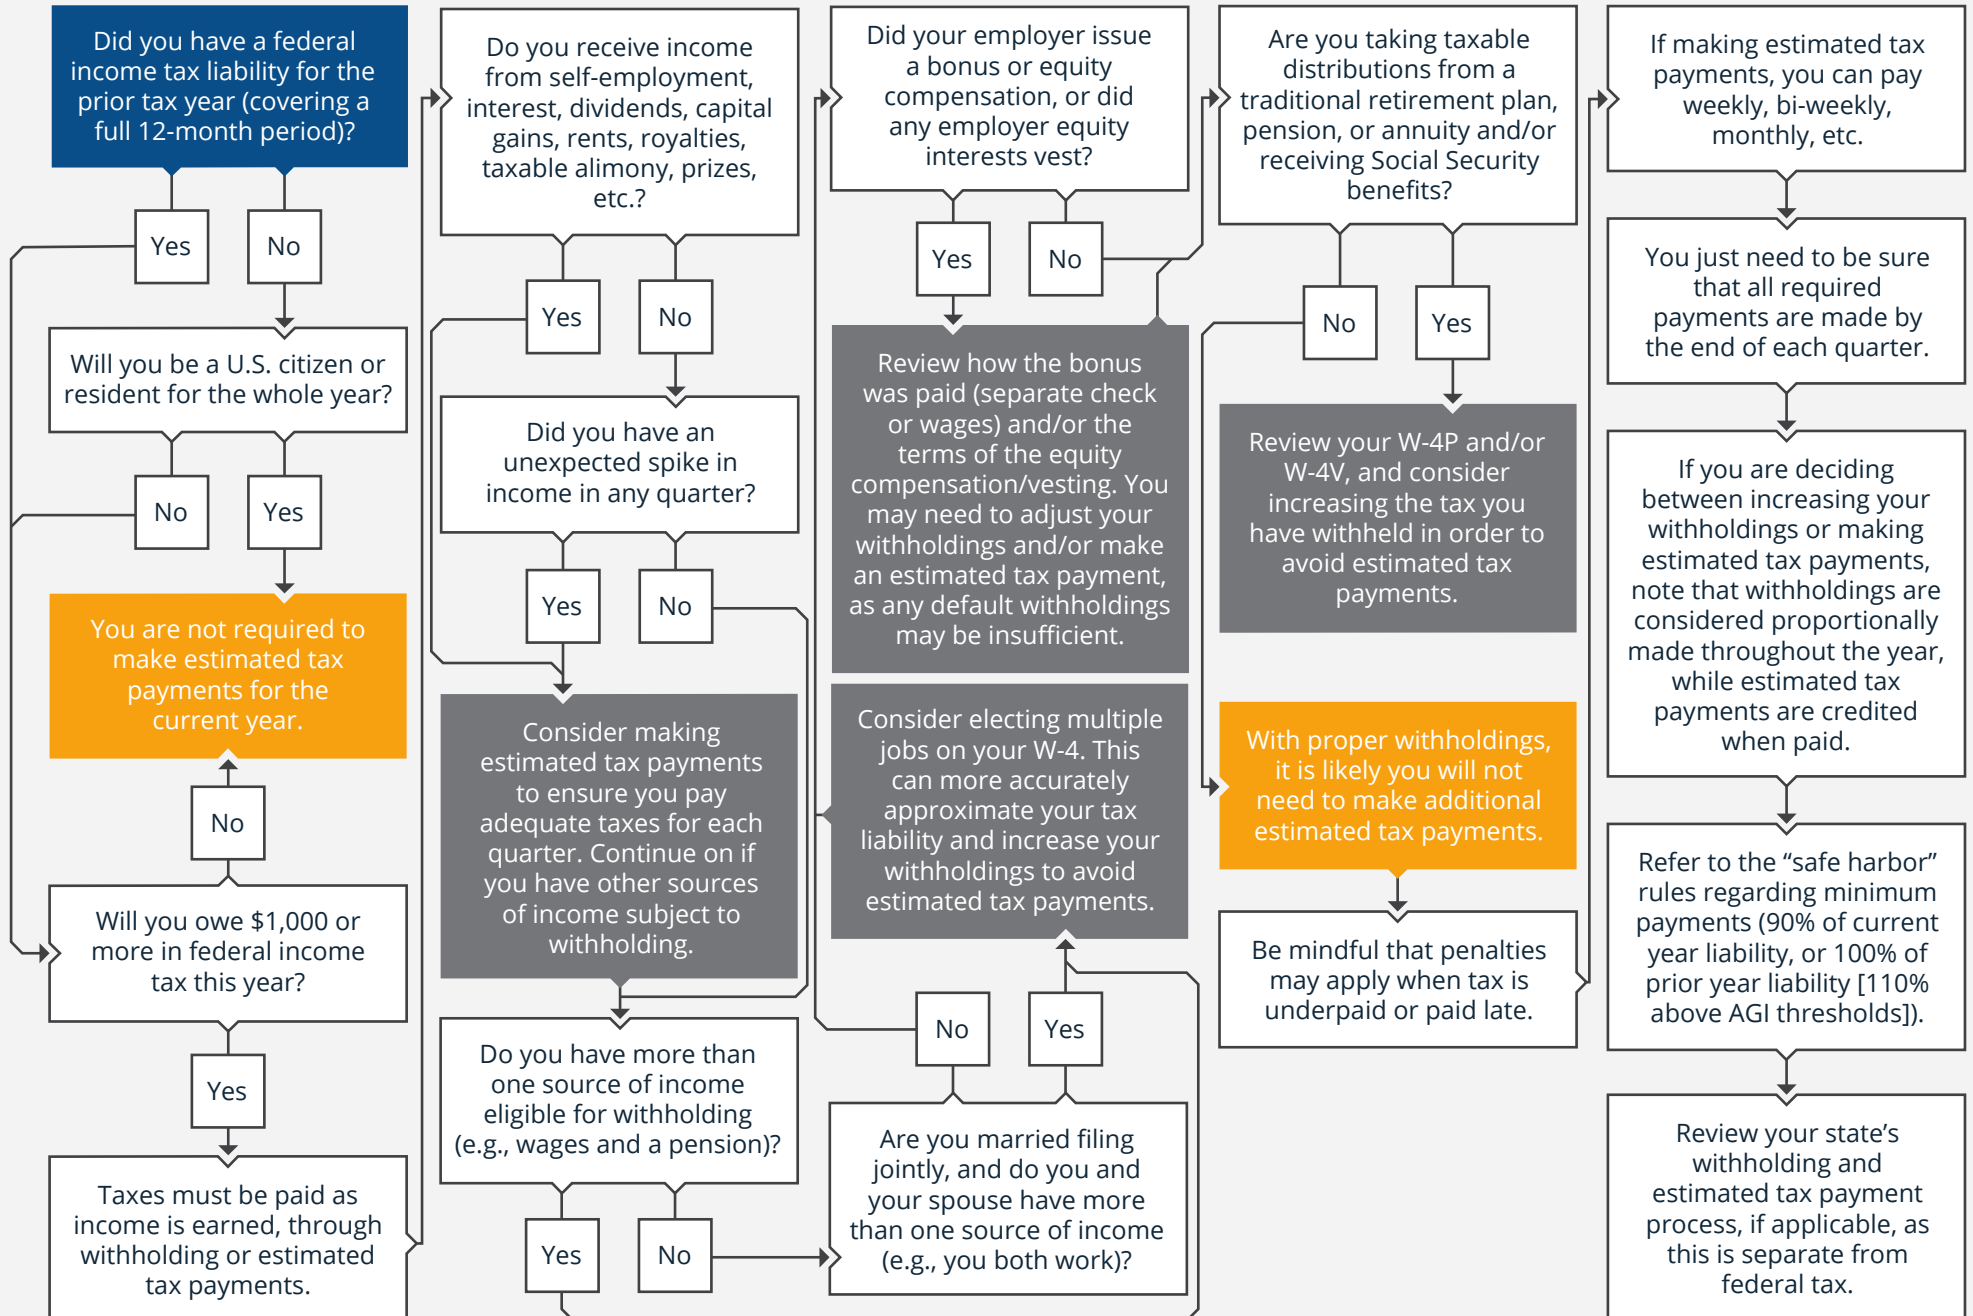 Did you have a federal
income tax liability for the
prior tax year (covering a
full 12-month period)?
Yes
No
Will you be a U.S. citizen or
resident for the whole year?
No
Yes
You are not required to
make estimated tax
payments for the
current year.
No
Will you owe $1,000 or
more in federal income
tax this year?
Yes
Taxes must be paid as
income is earned, through
withholding or estimated
tax payments.
Do you receive income
from self-employment,
interest, dividends, capital
gains, rents, royalties,
taxable alimony, prizes,
etc.?
Yes
No
Did you have an
unexpected spike in
income in any quarter?
Yes
No
Consider making
estimated tax payments
to ensure you pay
adequate taxes for each
quarter. Continue on if
you have other sources
of income subject to
withholding.
Do you have more than
one source of income
eligible for withholding
(e.g., wages and a pension)?
Yes
No
Did your employer issue
a bonus or equity
compensation, or did
any employer equity
interests vest?
Yes
No
Review how the bonus
was paid (separate check
or wages) and/or the
terms of the equity
compensation/vesting. You
may need to adjust your
withholdings and/or make
an estimated tax payment,
as any default withholdings
may be insufficient.
Consider electing multiple
jobs on your W-4. This
can more accurately
approximate your tax
liability and increase your
withholdings to avoid
estimated tax payments.
No
Yes
Are you married filing
jointly, and do you and
your spouse have more
than one source of income
(e.g., you both work)?
Are you taking taxable
distributions from a
traditional retirement plan,
pension, or annuity and/or
receiving Social Security
benefits?
No
Yes
Review your W-4P and/or
W-4V, and consider
increasing the tax you
have withheld in order to
avoid estimated tax
payments.
With proper withholdings,
it is likely you will not
need to make additional
estimated tax payments.
Be mindful that penalties
may apply when tax is
underpaid or paid late.
If making estimated tax
payments, you can pay
weekly, bi-weekly,
monthly, etc.
You just need to be sure
that all required
payments are made by
the end of each quarter.
If you are deciding
between increasing your
withholdings or making
estimated tax payments,
note that withholdings are
considered proportionally
made throughout the year,
while estimated tax
payments are credited
when paid.
Refer to the “safe harbor”
rules regarding minimum
payments (90% of current
year liability, or 100% of
prior year liability [110%
above AGI thresholds]).
Review your state’s
withholding and
estimated tax payment
process, if applicable, as
this is separate from
federal tax.